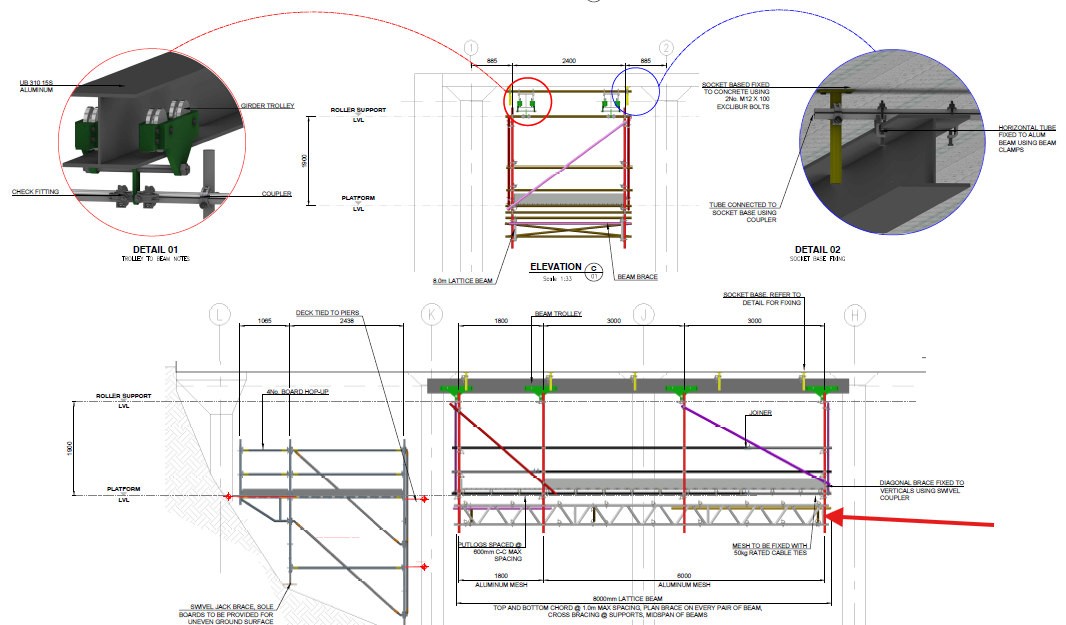 1
2
885
2400
885
UB 310 15S
ALUMINUM
GIRDER TROLLEY
CHECK FITTING
COUPLER
DETAIL 01
TROLLEY TO BEAM NOTES
ROLLER SUPPORT
LVL
1900
PLATFORM
LVL
8.0m LATTICE BEAM
ELEVATION
C
01
Scale 1:33
BEAM BRACE
SOCKET BASED FIXED
TO CONCRETE USING
2No. M12 X 100
EXCLIBUR BOLTS
HORIZONTAL TUBE
FIXED TO ALUM
BEAM USING BEAM
CLAMPS
TUBE CONNECTED TO
SOCKET BASE USING
COUPLER
DETAIL 02
SOCKET BASE FIXING
SOCKET BASE. REFER TO
DETAIL FOR FIXING
DECK TIED TO PIERS
BEAM TROLLEY
L
K
J
H
1065
2438
1800
3000
3000
4No. BOARD HOP-UP
ROLLER SUPPORT
LVL
1900
PLATFORM
LVL
JOINER
DIAGONAL BRACE FIXED TO
VERTICALS USING SWIVEL
COUPLER
PUTLOGS SPACED @
600mm C-C MAX
SPACING
MESH TO BE FIXED WITH
50kg RATED CABLE TIES
1800
ALUMINUM MESH
6000
ALUMINUM MESH
8000mm LATTICE BEAM
TOP AND BOTTOM CHORD @ 1.0m MAX SPACING, PLAN BRACE ON EVERY PAIR OF BEAM,
CROSS BRACING @ SUPPORTS, MIDSPAN OF BEAMS
SWIVEL JACK BRACE, SOLE
BOARDS TO BE PROVIDED FOR
UNEVEN GROUND SURFACE